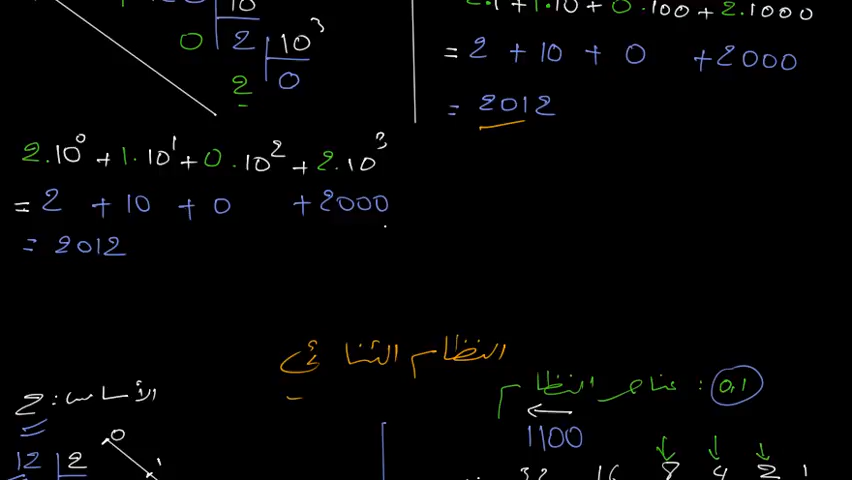 10
0 2 10³
2 0
2.10⁰ + 1.10¹ + 0.10² + 2.10³
= 2 + 10 + 0 + 2000
= 2012
2.1 + 1.10 + 0.100 + 2.1000
= 2 + 10 + 0 + 2000
= 2012
النظام الثنائي
عناصر النظام : 0,1
الأساس: 2
1100
12 2 0
32 16 8 4 2 1